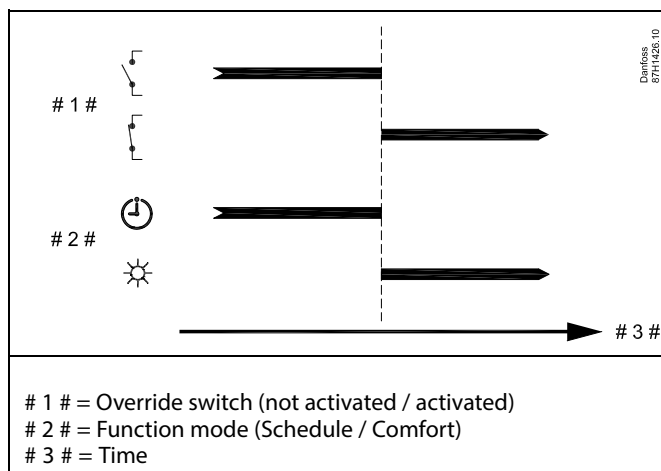 Danfoss
87H1426.10
# 1 #
# 2 #
# 3 #
# 1 # = Override switch (not activated / activated)
# 2 # = Function mode (Schedule / Comfort)
# 3 # = Time